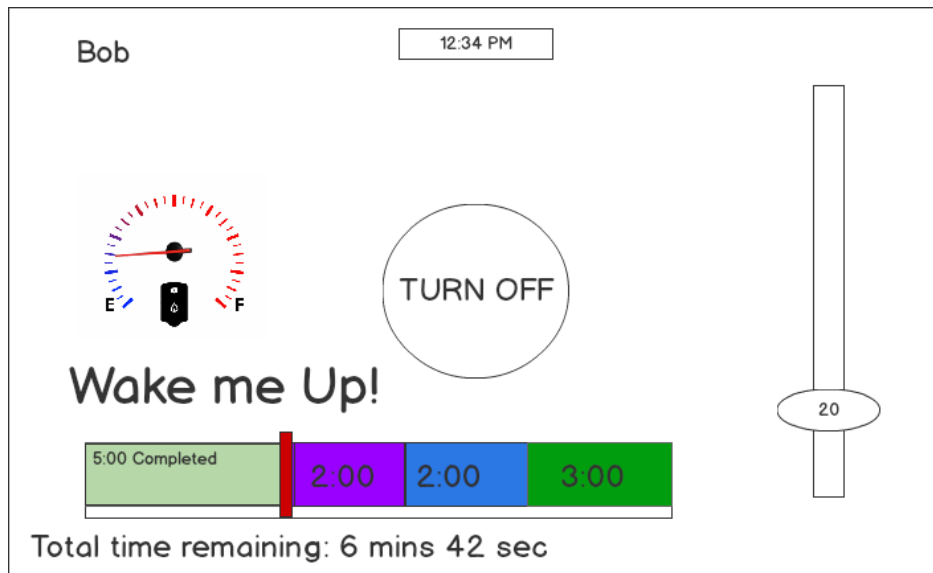 Bob
12:34 PM
E
F
TURN OFF
Wake me Up!
20
5:00 Completed
2:00
2:00
3:00
Total time remaining: 6 mins 42 sec